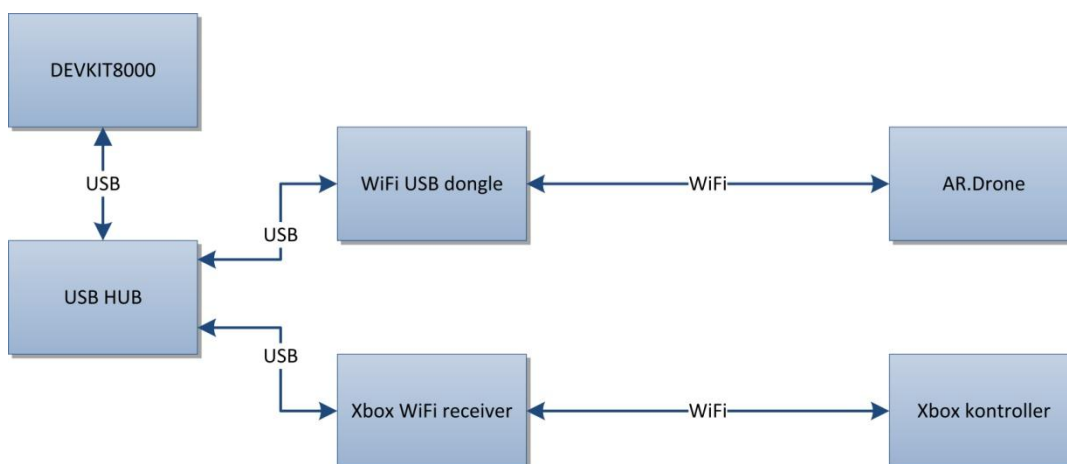 DEVKIT8000
USB
WiFi USB dongle
WiFi
AR.Drone
USB
USB HUB
USB
Xbox WiFi receiver
WiFi
Xbox kontroller